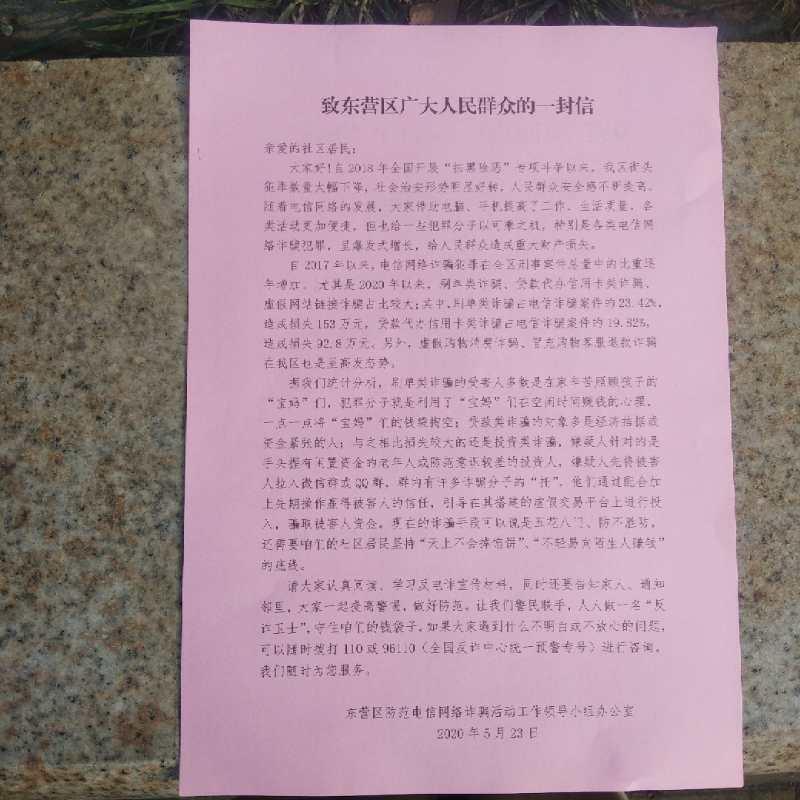 致东营区广大人民群众的一封信
亲爱的社区居民：
大家好！自2018年全国开展“扫黑除恶”专项斗争以来，我区街头
犯罪数量大幅下降，社会治安形势明显好转，人民群众安全感不断提高。
随着电信网络的发展，大家借助电脑、手机提高了工作、生活质量，各
类活动更加便捷，但也给一些犯罪分子以可乘之机，特别是各类电信网
络诈骗犯罪，呈爆发式增长，给人民群众造成重大财产损失。
自2017年以来，电信网络诈骗犯罪在全区刑事案件总量中的比重逐
年增加。尤其是2020年以来，刷单类诈骗、贷款代办信用卡类诈骗、
虚假网站链接诈骗占比较大；其中，刷单类诈骗占电信诈骗案件的23.42%，
造成损失153万元，贷款代办信用卡类诈骗占电信诈骗案件的19.82%，
造成损失92.8万元。另外，虚假购物消费诈骗、冒充购物客服退款诈骗
在我区也是呈高发态势。
据我们统计分析，刷单类诈骗的受害人多数是在家辛苦照顾孩子的
“宝妈”们，犯罪分子就是利用了“宝妈”们在空闲时间赚钱的心理，
一点一点将“宝妈”们的钱袋掏空；贷款类诈骗的对象多是经济拮据或
资金紧张的人；与之相比损失较大的还是投资类诈骗，嫌疑人针对的是
手头握有闲置资金的老年人或防范意识较差的投资人，嫌疑人先将被害
人拉入微信群或QQ群，群内有许多诈骗分子的“托”，他们通过配合加
上先期操作赢得被害人的信任，引导在其搭建的虚假交易平台上进行投
入，骗取被害人资金。现在的诈骗手段可以说是五花八门、防不胜防，
还需要咱们的社区居民坚持“天上不会掉馅饼”、“不轻易向陌生人赚钱”
的底线。
请大家认真阅读、学习反电诈宣传材料，同时还要告知家人、通知
邻里，大家一起提高警惕，做好防范。让我们警民联手，人人做一名“反
诈卫士”，守住咱们的钱袋子。如果大家遇到什么不明白或不放心的问题，
可以随时拨打110或96110（全国反诈中心统一预警专号）进行咨询。
我们随时为您服务。
东营区防范电信网络诈骗活动工作领导小组办公室
2020年5月23日